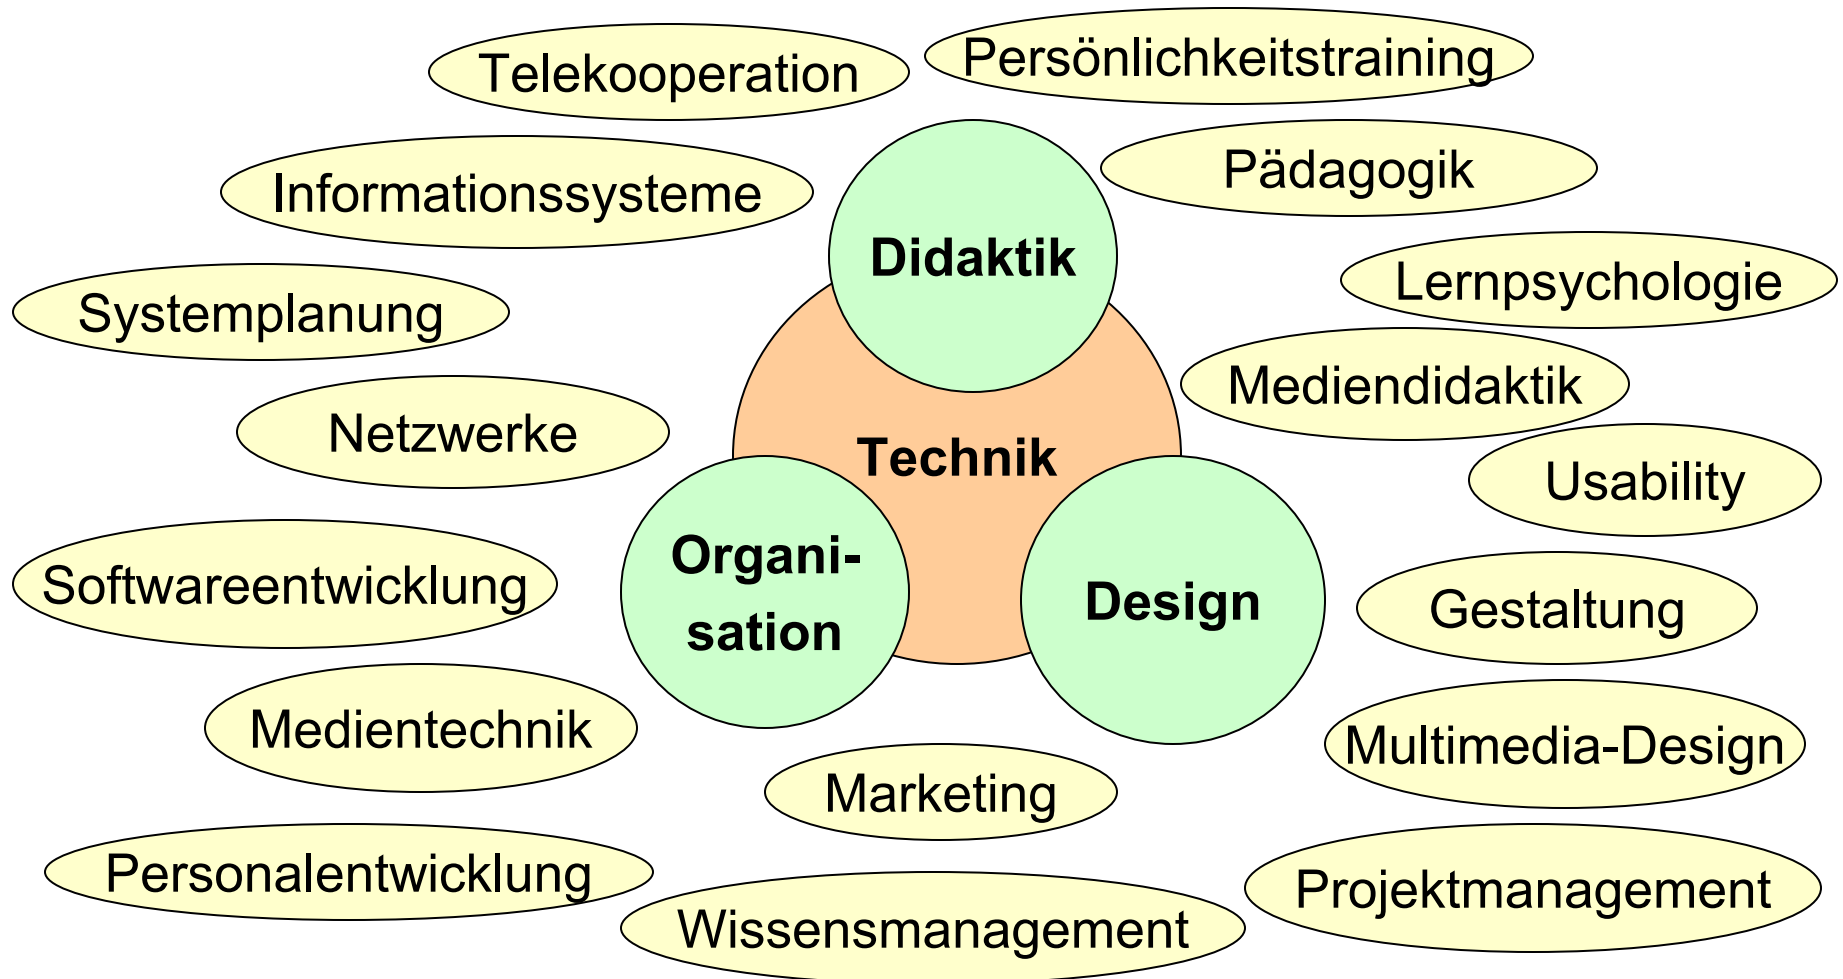 Persönlichkeitstraining
Telekooperation
Pädagogik
Informationssysteme
Didaktik
Lernpsychologie
Systemplanung
Mediendidaktik
Netzwerke
Technik
Usability
Organi-
sation
Softwareentwicklung
Design
Gestaltung
Medientechnik
Multimedia-Design
Marketing
Personalentwicklung
Projektmanagement
Wissensmanagement